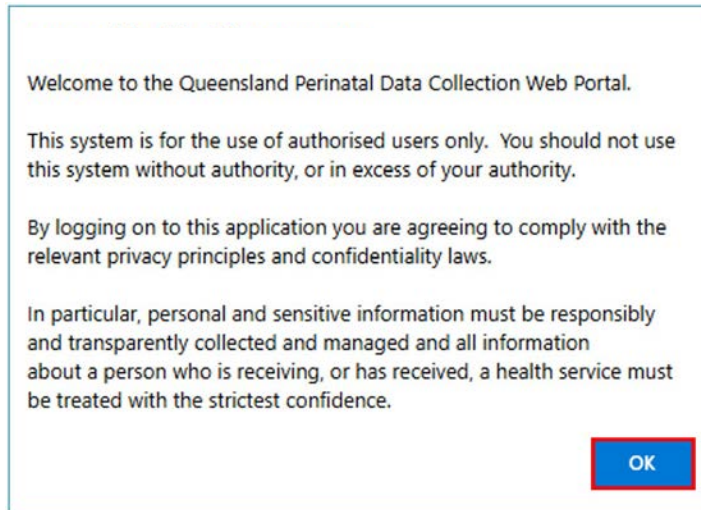 Welcome to the Queensland Perinatal Data Collection Web Portal.
This system is for the use of authorised users only.  You should not use
this system without authority, or in excess of your authority.
By logging on to this application you are agreeing to comply with the
relevant privacy principles and confidentiality laws.
In particular, personal and sensitive information must be responsibly
and transparently collected and managed and all information
about a person who is receiving, or has received, a health service must
be treated with the strictest confidence.
OK